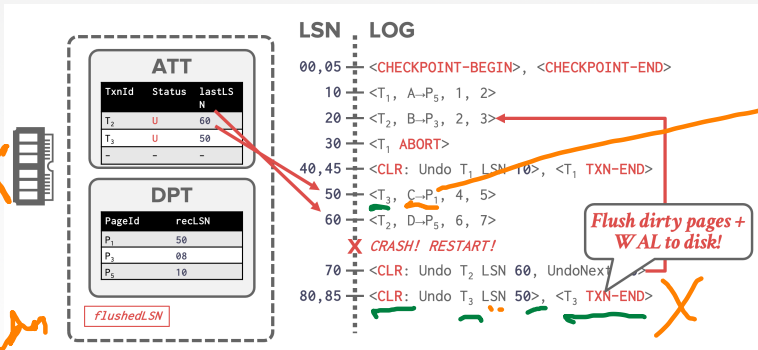 LSN LOG
ATT
TxnId Status lastLSN
T₂ U 60
T₃ U 50
- - -
DPT
PageId recLSN
P₁ 50
P₃ 08
P₅ 10
flushedLSN
00,05 <CHECKPOINT-BEGIN>, <CHECKPOINT-END>
10 <T₁, A→P₅, 1, 2>
20 <T₂, B→P₃, 2, 3>
30 <T₁ ABORT>
40,45 <CLR: Undo T₁ LSN 10>, <T₁ TXN-END>
50 <T₃, C→P₁, 4, 5>
60 <T₂, D→P₅, 6, 7>
X CRASH! RESTART!
Flush dirty pages +
WAL to disk!
70 <CLR: Undo T₂ LSN 60, UndoNext
80,85 <CLR: Undo T₃ LSN 50>, <T₃ TXN-END>